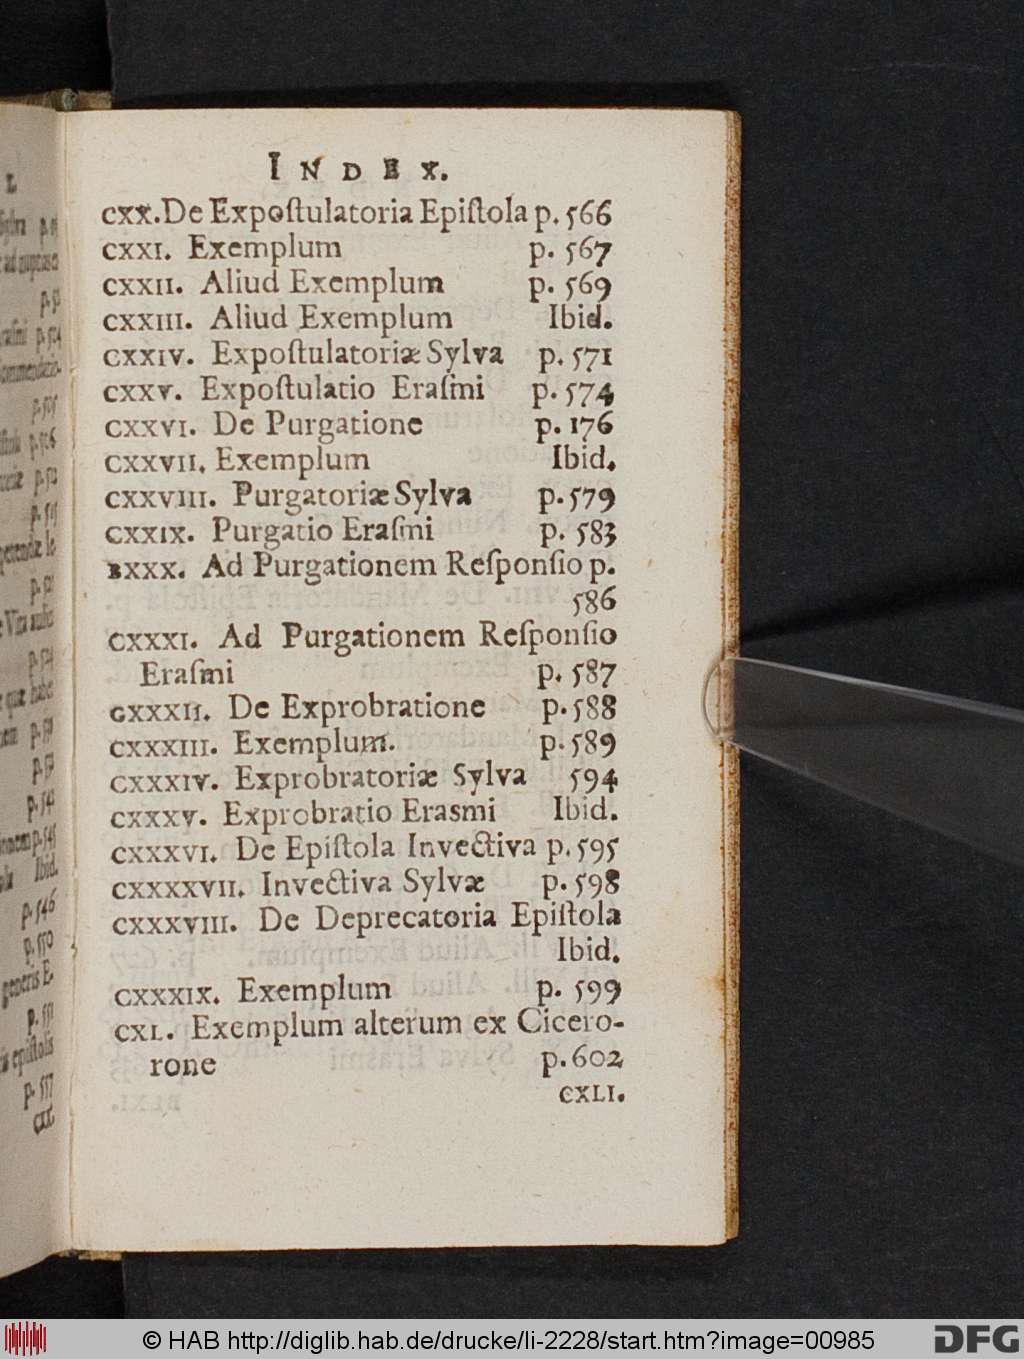 INDEX.
CXX. De Expoſtulatoria Epiſtola p. 566
CXXI. Exemplum p. 567
CXXII. Aliud Exemplum p. 569
CXXIII. Aliud Exemplum Ibid.
CXXIV. Expoſtulatoriæ Sylva p. 571
CXXV. Expoſtulatio Eraſmi p. 574
CXXVI. De Purgatione p. 176
CXXVII. Exemplum Ibid.
CXXVIII. Purgatoriæ Sylva p. 579
CXXIX. Purgatio Eraſmi p. 583
BXXX. Ad Purgationem Reſponſio p.
586
CXXXI. Ad Purgationem Reſponſio
Eraſmi p. 587
GXXXII. De Exprobratione p. 588
CXXXIII. Exemplum. p. 589
CXXXIV. Exprobratoriæ Sylva 594
CXXXV. Exprobratio Erasmi Ibid.
CXXXVI. De Epiſtola Invectiva p. 595
CXXXXVII. Invectiva Sylvæ p. 598
CXXXVIII. De Deprecatoria Epiſtola
Ibid.
CXXXIX. Exemplum p. 599
CXL. Exemplum alterum ex Cicero-
rone p. 602
CXLI.
© HAB http://diglib.hab.de/drucke/li-2228/start.htm?image=00985
DFG